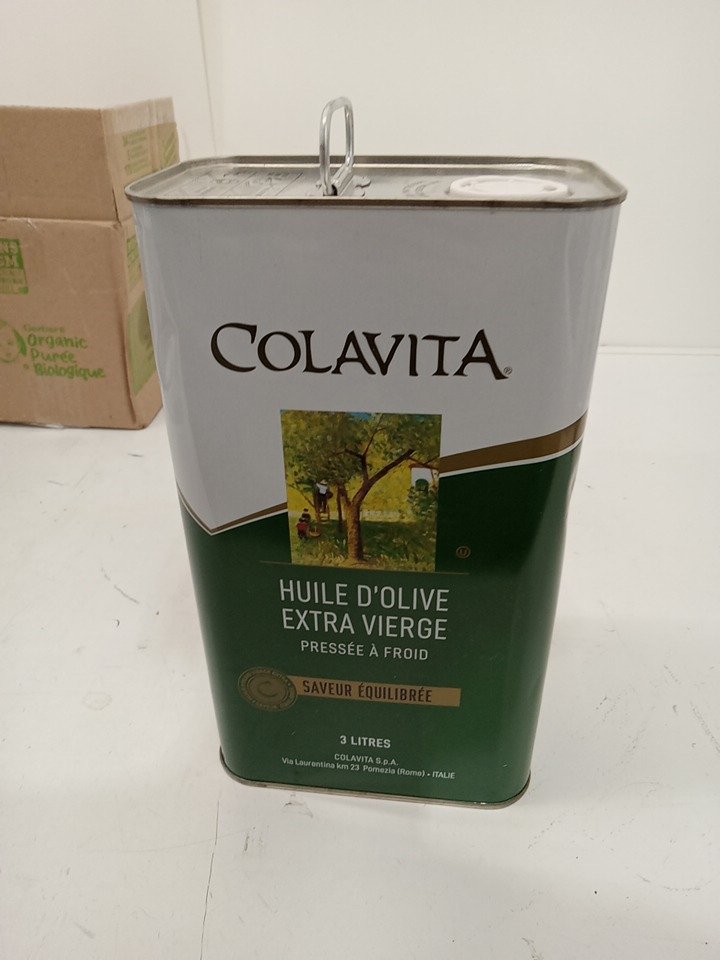 COLAVITA®
HUILE D'OLIVE
EXTRA VIERGE
PRESSÉE À FROID
SAVEUR ÉQUILIBRÉE
3 LITRES
COLAVITA S.p.A.
Via Laurentina km 23 Pomezia (Rome) • ITALIE
Organic
Purée
Biologique